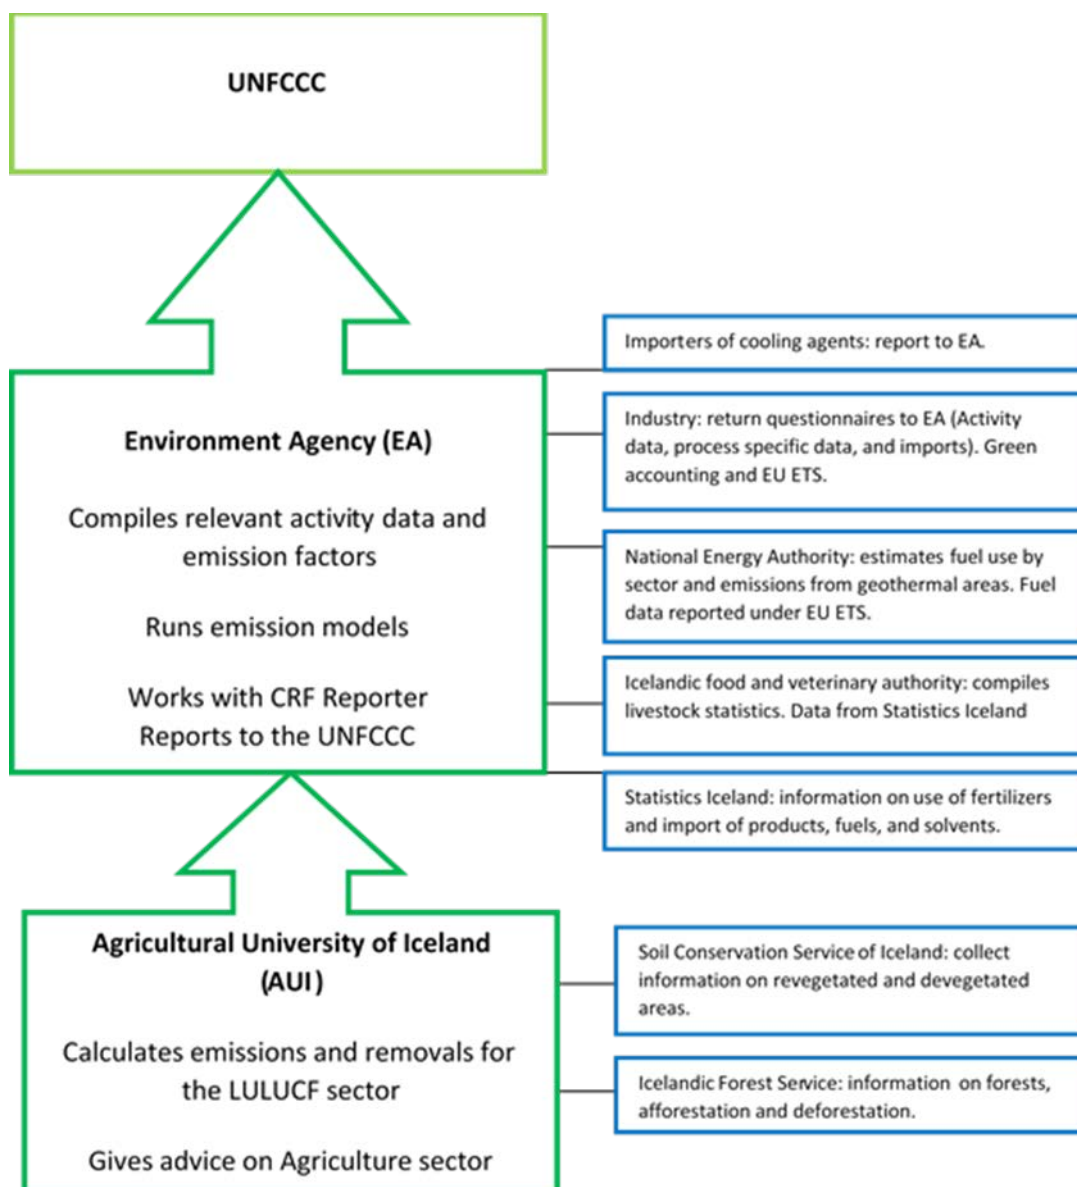 UNFCCC
Environment Agency (EA)
Compiles relevant activity data and
emission factors
Runs emission models
Works with CRF Reporter
Reports to the UNFCCC
Importers of cooling agents: report to EA.
Industry: return questionnaires to EA (Activity
data, process specific data, and imports). Green
accounting and EU ETS.
National Energy Authority: estimates fuel use by
sector and emissions from geothermal areas. Fuel
data reported under EU ETS.
Icelandic food and veterinary authority: compiles
livestock statistics. Data from Statistics Iceland
Statistics Iceland: information on use of fertilizers
and import of products, fuels, and solvents.
Agricultural University of Iceland
(AUI)
Calculates emissions and removals for
the LULUCF sector
Gives advice on Agriculture sector
Soil Conservation Service of Iceland: collect
information on revegetated and devegetated
areas.
Icelandic Forest Service: information on forests,
afforestation and deforestation.